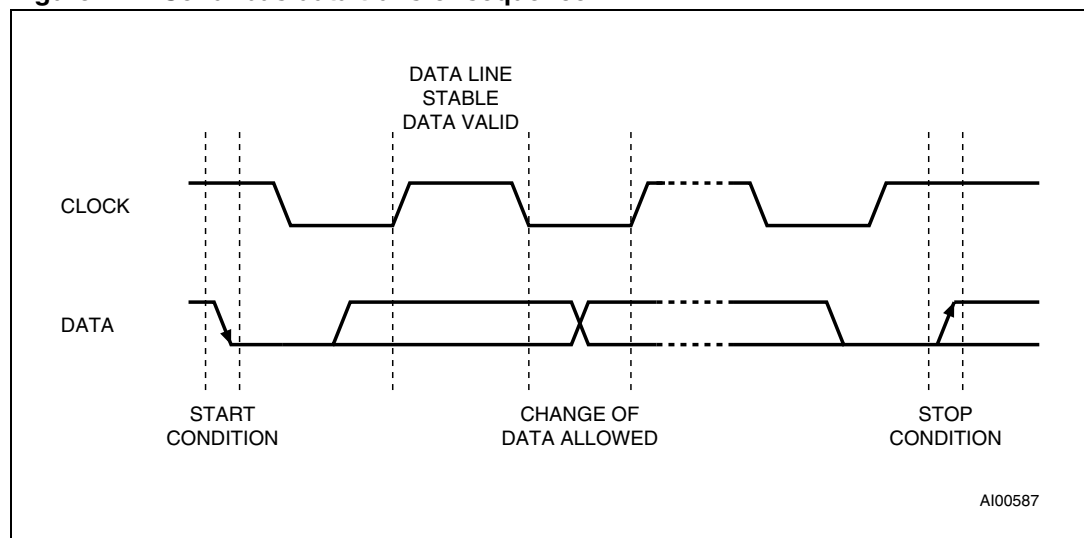 DATA LINE
STABLE
DATA VALID
CLOCK
DATA
START
CONDITION
CHANGE OF
DATA ALLOWED
STOP
CONDITION
AI00587